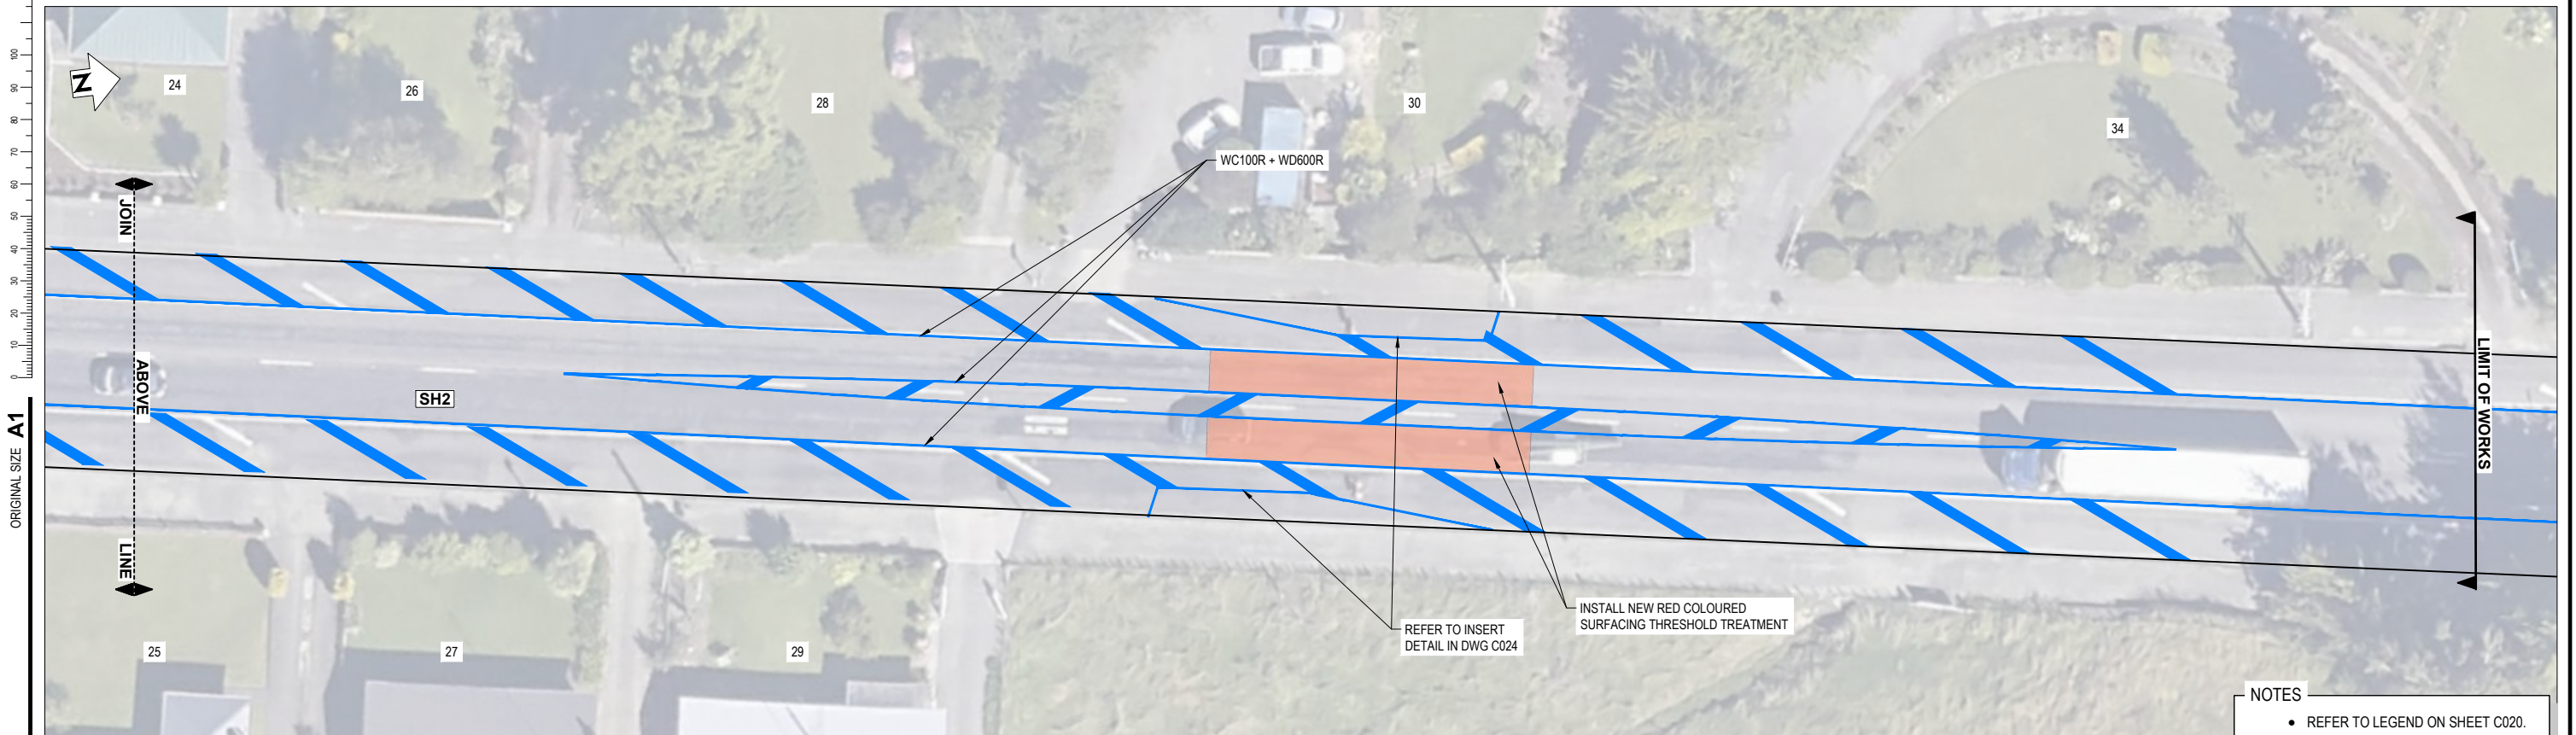 100
90
80
70
60
50
40
30
20
10
0
ORIGINAL SIZE A1
N
24
26
28
30
34
WC100R + WD600R
JOIN
ABOVE
LINE
SH2
LIMIT OF WORKS
25
27
29
REFER TO INSERT
DETAIL IN DWG C024
INSTALL NEW RED COLOURED
SURFACING THRESHOLD TREATMENT
NOTES
• REFER TO LEGEND ON SHEET C020.